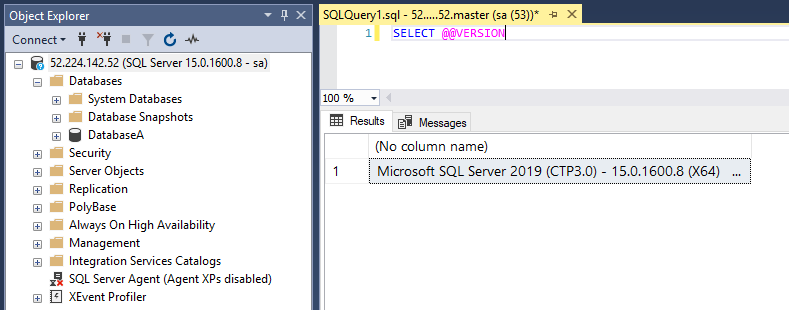 Object Explorer
Connect
52.224.142.52 (SQL Server 15.0.1600.8 - sa)
Databases
System Databases
Database Snapshots
DatabaseA
Security
Server Objects
Replication
PolyBase
Always On High Availability
Management
Integration Services Catalogs
SQL Server Agent (Agent XPs disabled)
XEvent Profiler
SQLQuery1.sql - 52.....52.master (sa (53))*
1 SELECT @@VERSION
100 %
Results Messages
(No column name)
1 Microsoft SQL Server 2019 (CTP3.0) - 15.0.1600.8 (X64) ...